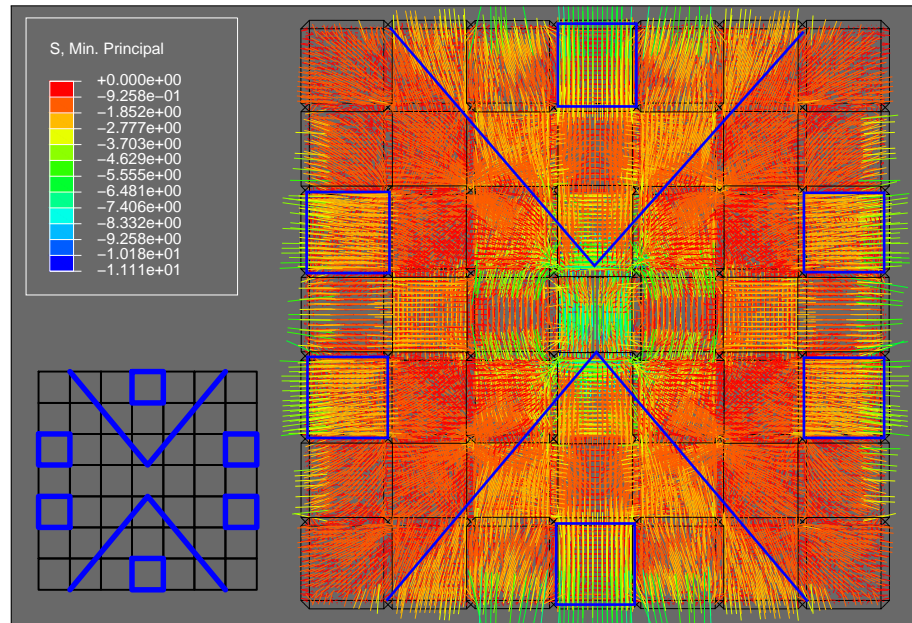 S, Min. Principal
+0.000e+00
−9.258e−01
−1.852e+00
−2.777e+00
−3.703e+00
−4.629e+00
−5.555e+00
−6.481e+00
−7.406e+00
−8.332e+00
−9.258e+00
−1.018e+01
−1.111e+01